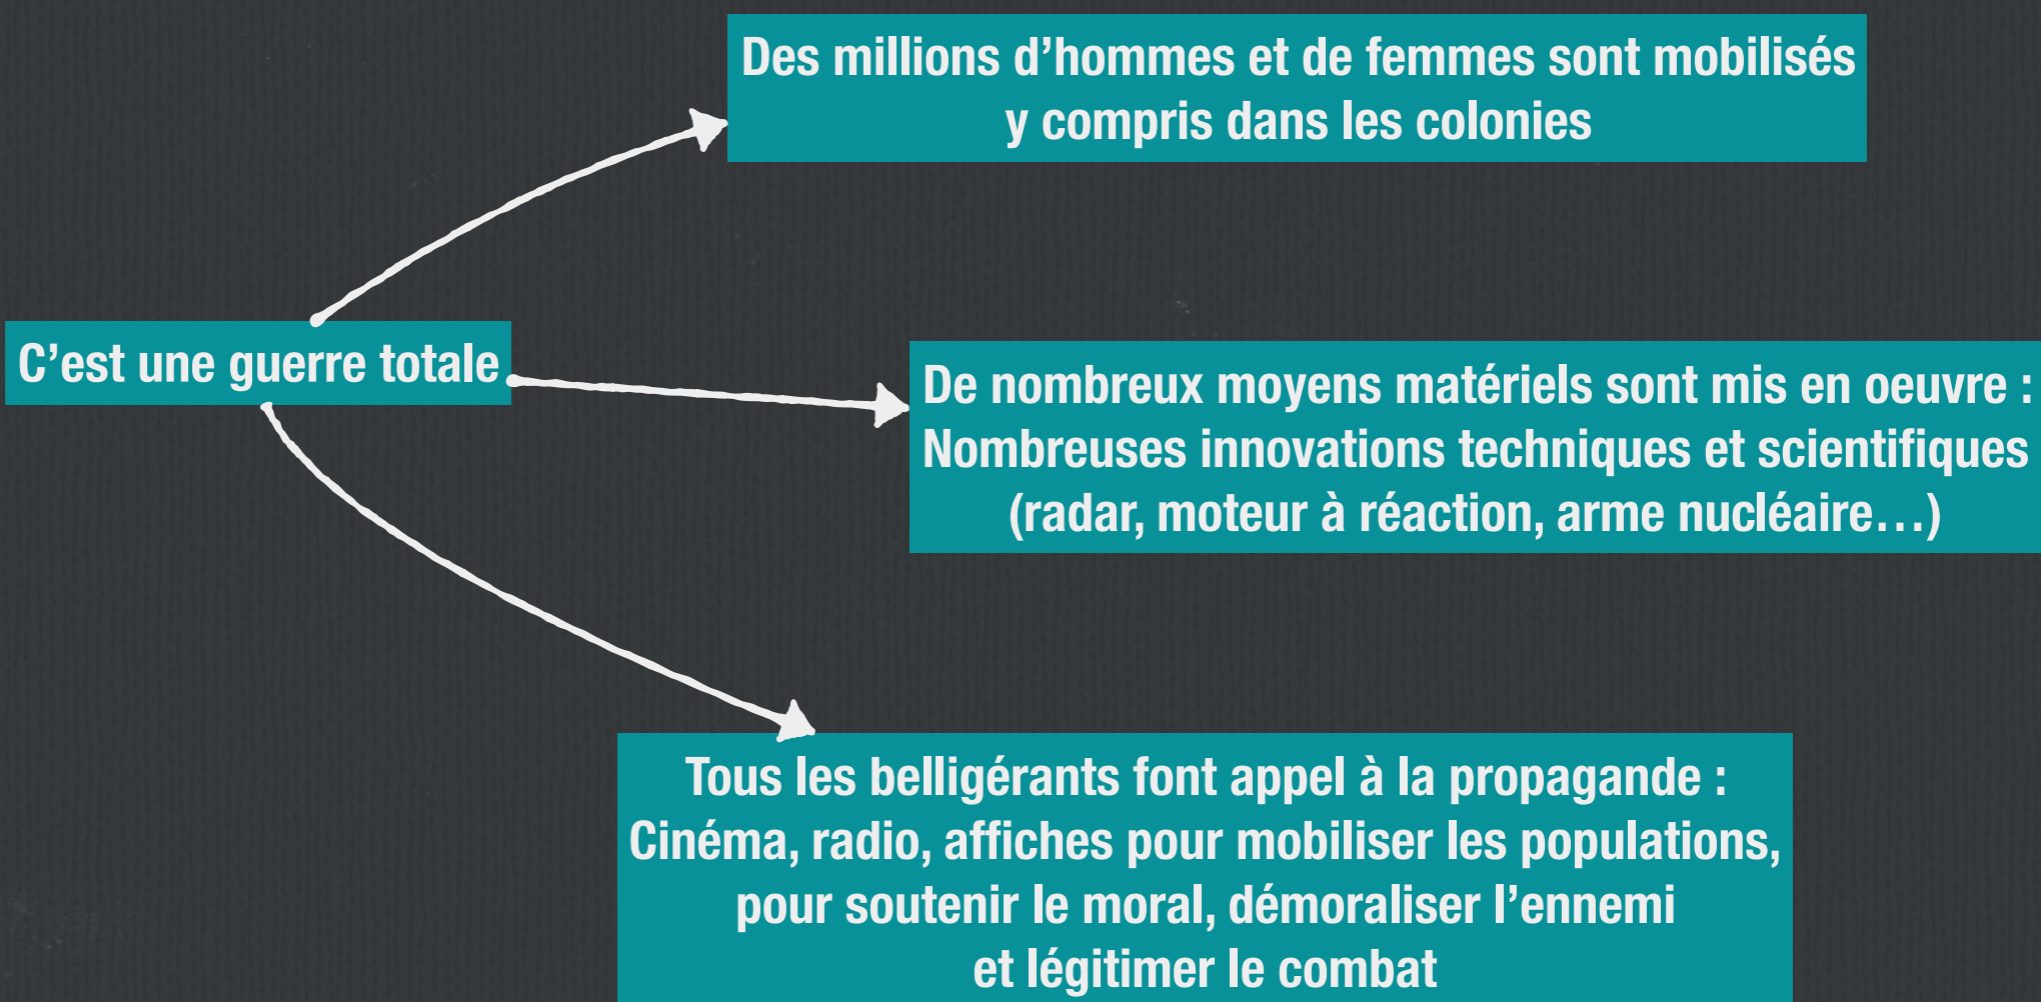 Des millions d’hommes et de femmes sont mobilisés
y compris dans les colonies
C’est une guerre totale
De nombreux moyens matériels sont mis en oeuvre :
Nombreuses innovations techniques et scientifiques
(radar, moteur à réaction, arme nucléaire…)
Tous les belligérants font appel à la propagande :
Cinéma, radio, affiches pour mobiliser les populations,
pour soutenir le moral, démoraliser l’ennemi
et légitimer le combat